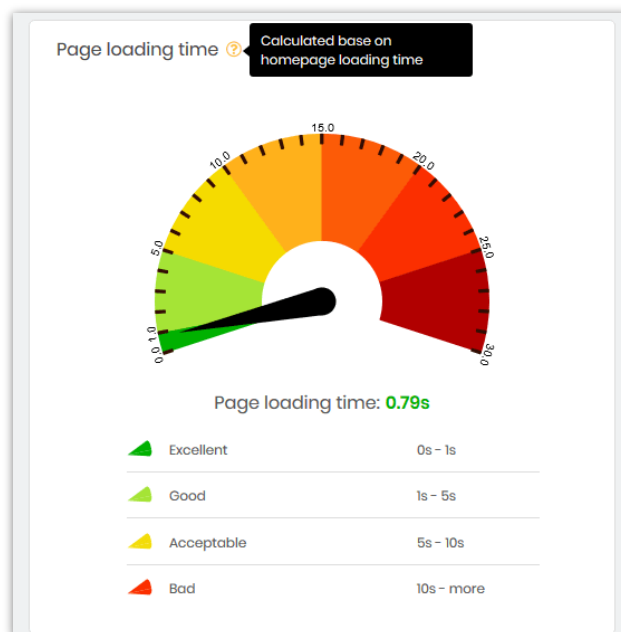 Page loading time ?
Calculated base on
homepage loading time
0.0
1.0
5.0
10.0
15.0
20.0
25.0
30.0
Page loading time: 0.79s
Excellent 0s - 1s
Good 1s - 5s
Acceptable 5s - 10s
Bad 10s - more